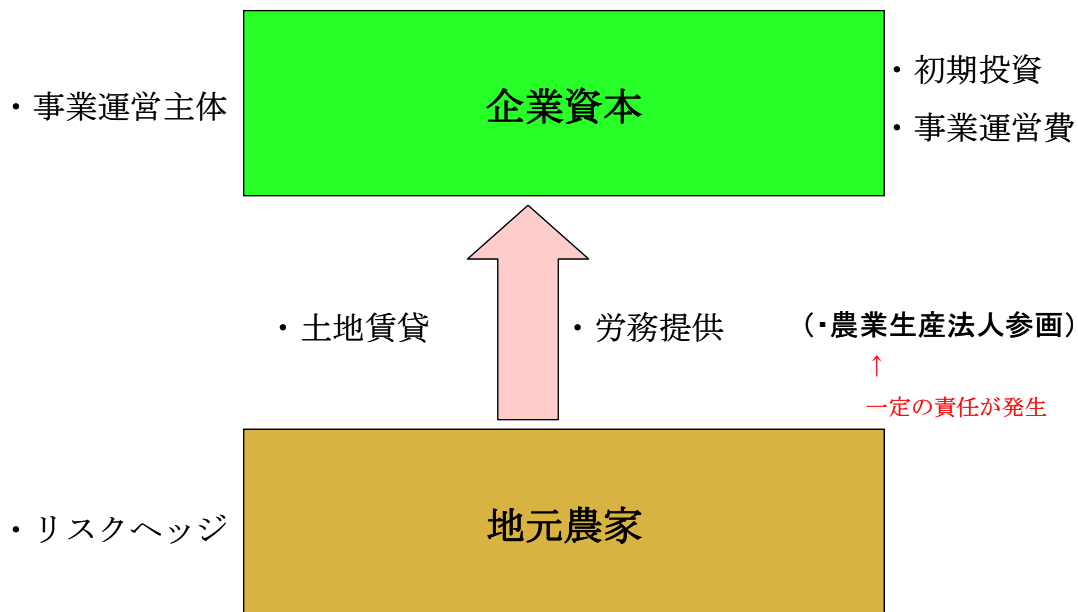 ・初期投資
・事業運営主体
企業資本
・事業運営費
・土地賃貸
・労務提供
（・農業生産法人参画）
↑
一定の責任が発生
・リスクヘッジ
地元農家